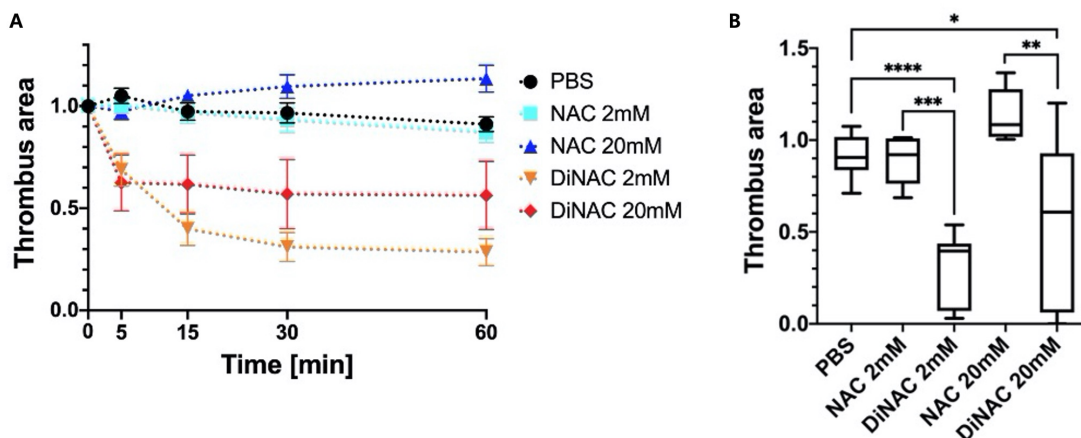 A
Thrombus area
1.0
0.5
0.0
0 5 15 30 60
Time [min]
PBS
NAC 2mM
NAC 20mM
DiNAC 2mM
DiNAC 20mM
B
Thrombus area
1.5
1.0
0.5
0.0
*
**
****
***
PBS
NAC 2mM
DiNAC 2mM
NAC 20mM
DiNAC 20mM